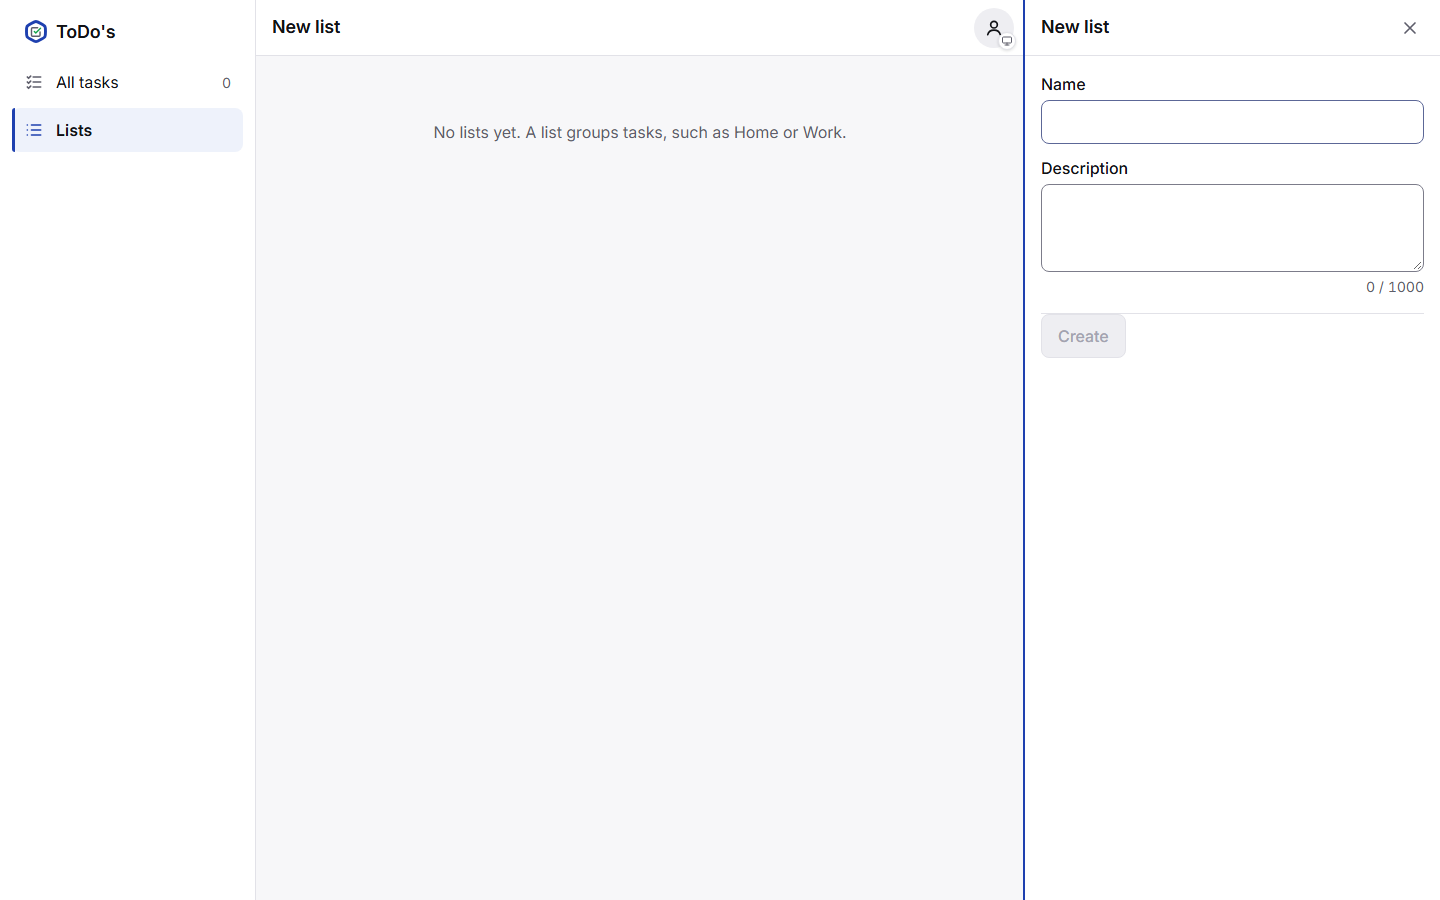 ToDo's
All tasks 0
Lists
New list
No lists yet. A list groups tasks, such as Home or Work.
New list
Name
Description
0 / 1000
Create